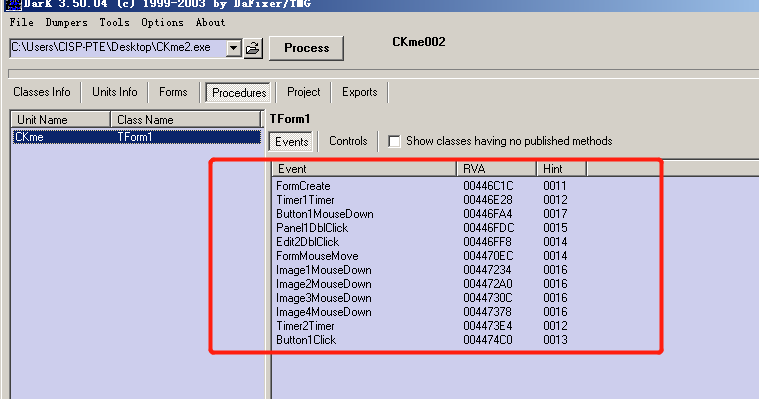 DarK 3.50.04 (c) 1999-2003 by DaFixer/TMG
File Dumpers Tools Options About
C:\Users\CISP-PTE\Desktop\CKme2.exe Process CKme002
Classes Info Units Info Forms Procedures Project Exports
Unit Name Class Name
CKme TForm1
TForm1
Events Controls Show classes having no published methods
Event RVA Hint
FormCreate 00446C1C 0011
Timer1Timer 00446E28 0012
Button1MouseDown 00446FA4 0017
Panel1DblClick 00446FDC 0015
Edit2DblClick 00446FF8 0014
FormMouseMove 004470EC 0014
Image1MouseDown 00447234 0016
Image2MouseDown 004472A0 0016
Image3MouseDown 0044730C 0016
Image4MouseDown 00447378 0016
Timer2Timer 004473E4 0012
Button1Click 004474C0 0013